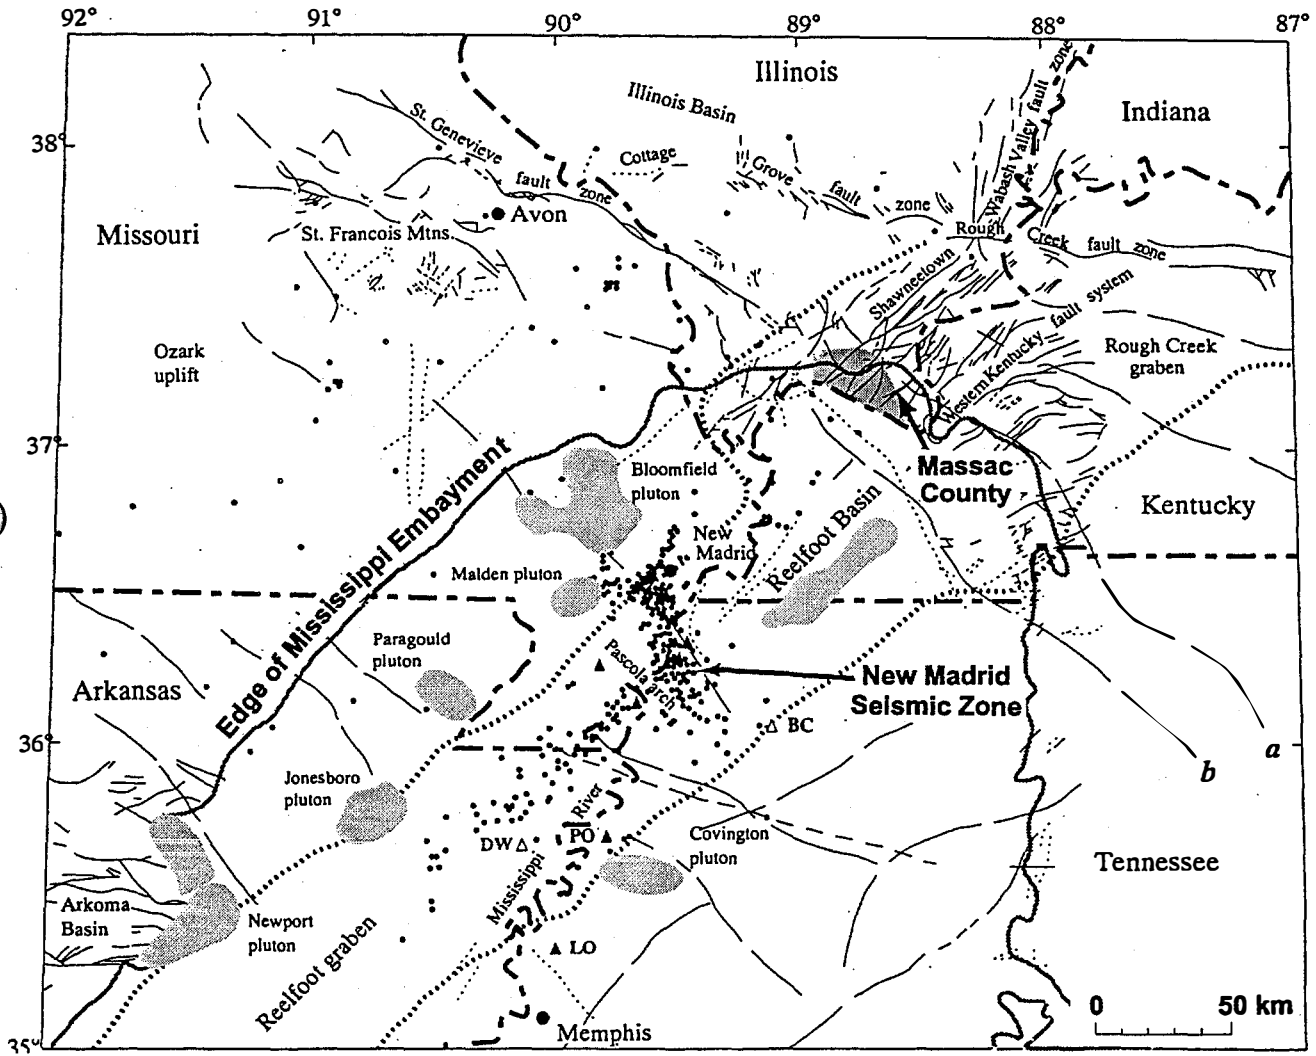 92° 91° 90° 89° 88° 87°
Illinois
Illinois Basin
Indiana
38°
St. Genevieve
fault
zone
Cottage
Grove
fault
zone
Wabash Valley fault
zone
Avon
Missouri
St. Francois Mtns.
Rough
Creek
fault
zone
Shawneetown
Ozark
uplift
Western Kentucky
fault
system
Rough Creek
graben
37°
Massac
County
Kentucky
Bloomfield
pluton
New
Madrid
Reelfoot Basin
Edge of Mississippi Embayment
Malden pluton
Paragould
pluton
Pascola arch
New Madrid
Seismic Zone
Arkansas
36°
BC
b
a
Jonesboro
pluton
DW
PO
Mississippi
River
Covington
pluton
Tennessee
Arkoma
Basin
Newport
pluton
Reelfoot graben
LO
0 50 km
Memphis
35°